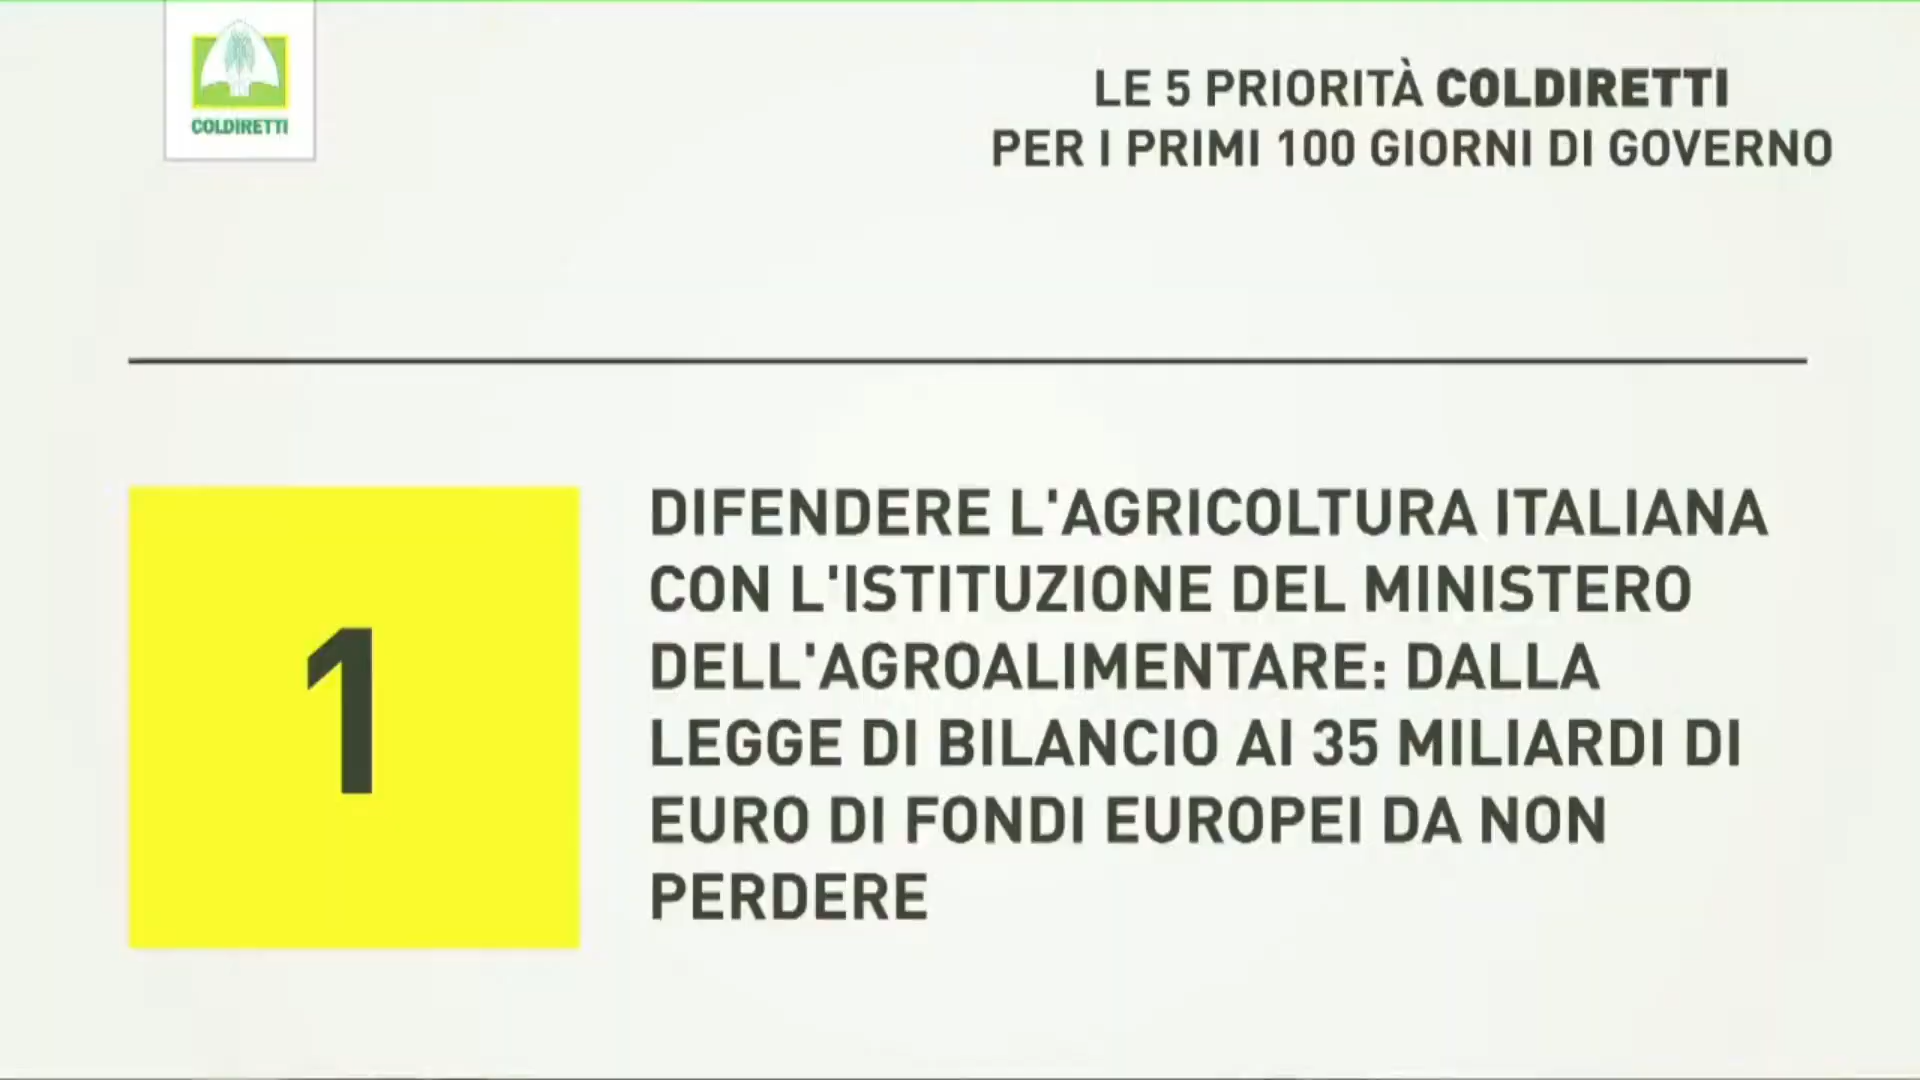 COLDIRETTI
LE 5 PRIORITÀ COLDIRETTI
PER I PRIMI 100 GIORNI DI GOVERNO
1
DIFENDERE L'AGRICOLTURA ITALIANA
CON L'ISTITUZIONE DEL MINISTERO
DELL'AGROALIMENTARE: DALLA
LEGGE DI BILANCIO AI 35 MILIARDI DI
EURO DI FONDI EUROPEI DA NON
PERDERE